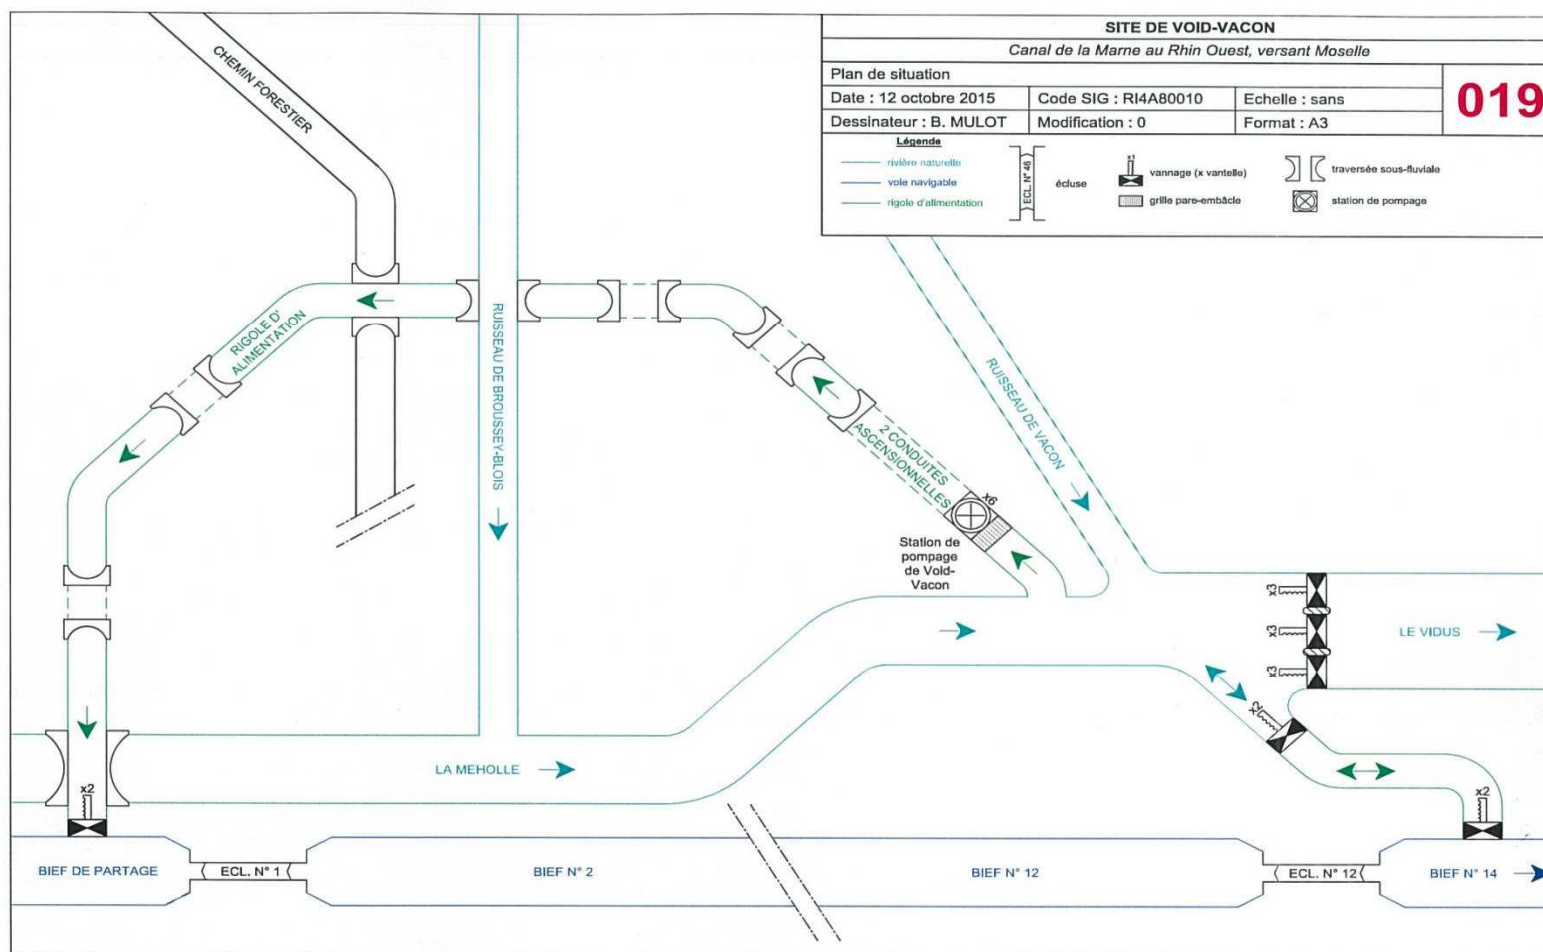 SITE DE VOID-VACON
Canal de la Marne au Rhin Ouest, versant Moselle
Plan de situation
Date : 12 octobre 2015
Code SIG : RI4A80010
Echelle : sans
019
Dessinateur : B. MULOT
Modification : 0
Format : A3
Légende
rivière naturelle
voie navigable
rigole d'alimentation
ECL. N° 46
écluse
x1
vannage (x vantelle)
grille pare-embâcle
traversée sous-fluviale
station de pompage
CHEMIN FORESTIER
RIGOLE D'
ALIMENTATION
RUISSEAU DE BROUSSEY-BLOIS
2 CONDUITES
ASCENSIONNELLES
x6
Station de
pompage
de Void-
Vacon
RUISSEAU DE VACON
x3
x3
x3
LE VIDUS
x2
LA MEHOLLE
x2
x2
BIEF DE PARTAGE
ECL. N° 1
BIEF N° 2
BIEF N° 12
ECL. N° 12
BIEF N° 14